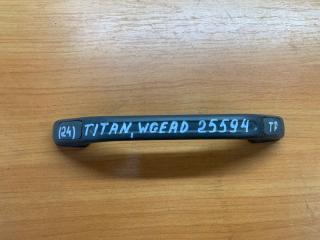 (24) TITAN, WGEAD 25594 TP